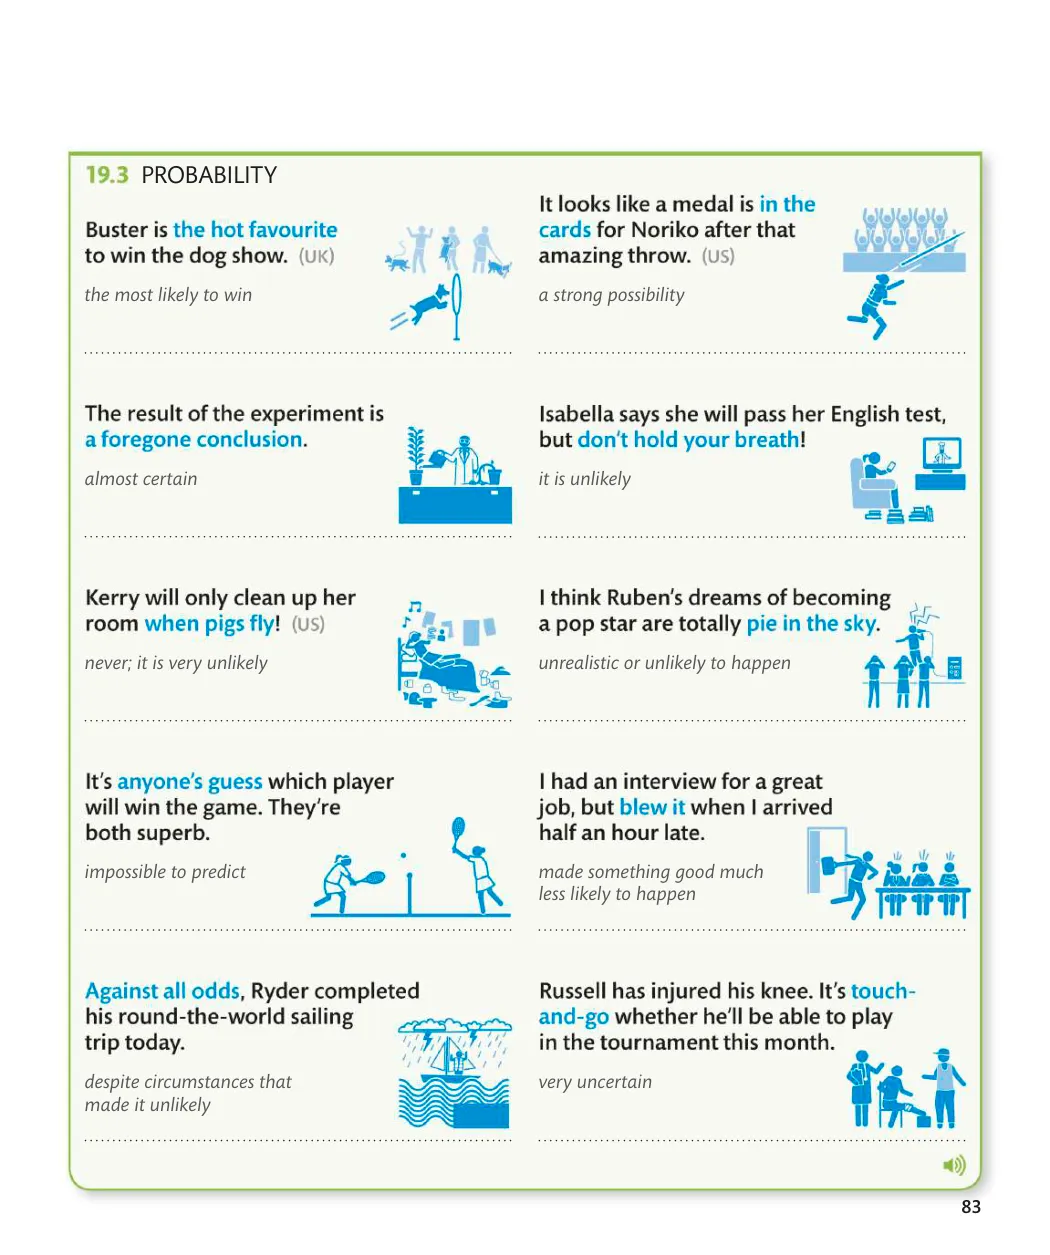 19.3 PROBABILITY
Buster is the hot favourite
to win the dog show. (UK)
the most likely to win
It looks like a medal is in the
cards for Noriko after that
amazing throw. (US)
a strong possibility
The result of the experiment is
a foregone conclusion.
almost certain
Isabella says she will pass her English test,
but don't hold your breath!
it is unlikely
Kerry will only clean up her
room when pigs fly! (US)
never; it is very unlikely
I think Ruben's dreams of becoming
a pop star are totally pie in the sky.
unrealistic or unlikely to happen
It's anyone's guess which player
will win the game. They're
both superb.
impossible to predict
I had an interview for a great
job, but blew it when I arrived
half an hour late.
made something good much
less likely to happen
Against all odds, Ryder completed
his round-the-world sailing
trip today.
despite circumstances that
made it unlikely
Russell has injured his knee. It's touch-
and-go whether he'll be able to play
in the tournament this month.
very uncertain
83